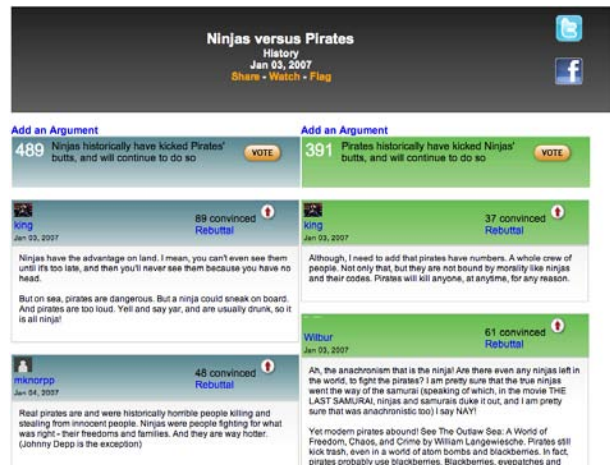 Ninjas versus Pirates
History
Jan 03, 2007
Share - Watch - Flag
Add an Argument
489 Ninjas historically have kicked Pirates'
butts, and will continue to do so
VOTE
king
Jan 03, 2007
89 convinced
Rebuttal
Ninjas have the advantage on land. I mean, you can't even see them
until it's too late, and then you'll never see them because you have no
head.
But on sea, pirates are dangerous. But a ninja could sneak on board.
And pirates are too loud. Yell and say yar, and are usually drunk, so it
is all ninja!
mknorpp
Jan 04, 2007
48 convinced
Rebuttal
Real pirates are and were historically horrible people killing and
stealing from innocent people. Ninjas were people fighting for what
was right - their freedoms and families. And they are way hotter.
(Johnny Depp is the exception)
Add an Argument
391 Pirates historically have kicked Ninjas'
butts, and will continue to do so
VOTE
king
Jan 03, 2007
37 convinced
Rebuttal
Although, I need to add that pirates have numbers. A whole crew of
people. Not only that, but they are not bound by morality like ninjas
and their codes. Pirates will kill anyone, at anytime, for any reason.
Wilbur
Jan 03, 2007
61 convinced
Rebuttal
Ah, the anachronism that is the ninja! Are there even any ninjas left in
the world, to fight the pirates? I am pretty sure that the true ninjas
went the way of the samurai (speaking of which, in the movie THE
LAST SAMURAI, ninjas and samurais duke it out, and I am pretty
sure that was anachronistic too) I say NAY!
Yet modern pirates abound! See The Outlaw Sea: A World of
Freedom, Chaos, and Crime by William Langewiesche. Pirates still
kick trash, even in a world of atom bombs and blackberries. In fact,
pirates probably use blackberries. Blackberries, eyepatches and